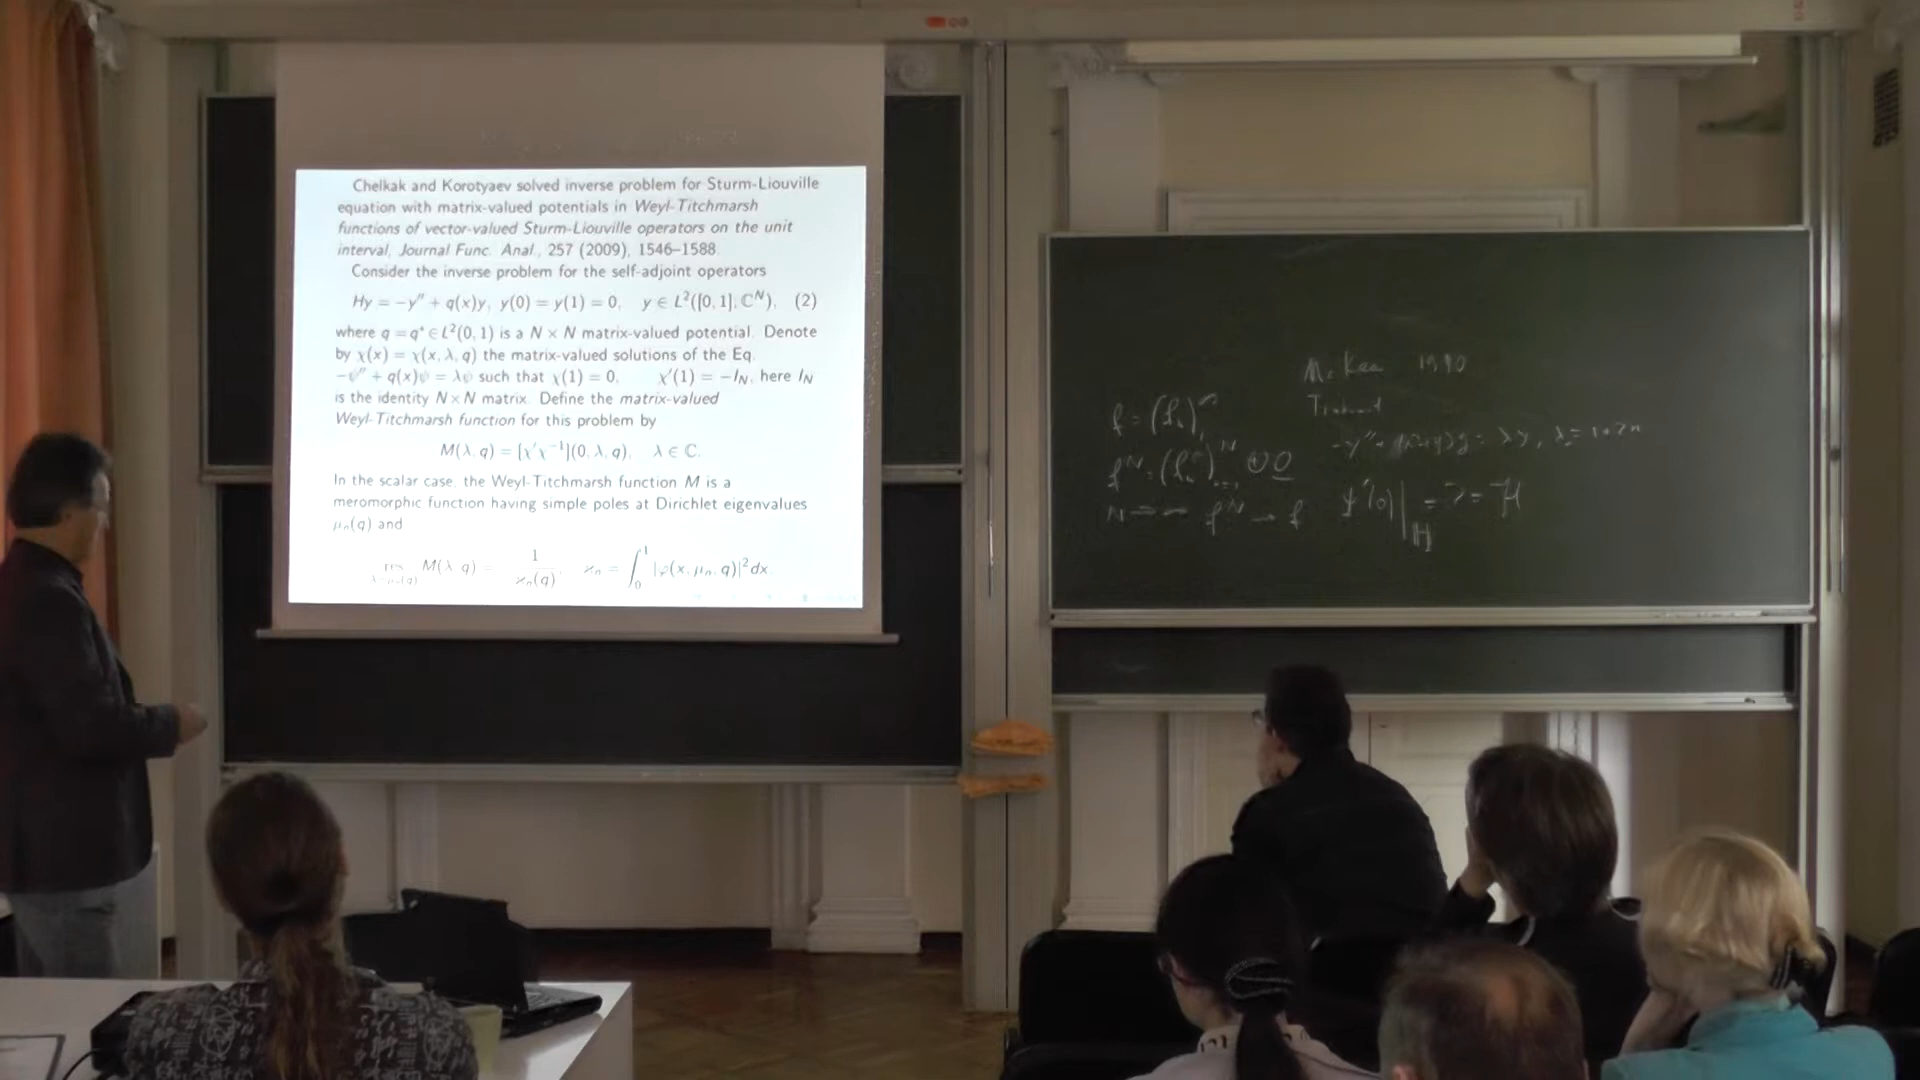 Chelkak and Korotyaev solved inverse problem for Sturm-Liouville
equation with matrix-valued potentials in Weyl-Titchmarsh
functions of vector-valued Sturm-Liouville operators on the unit
interval, Journal Func. Anal., 257 (2009), 1546–1588.
Consider the inverse problem for the self-adjoint operators
Hy = −y″ + q(x)y, y(0) = y(1) = 0, y ∈ L²([0, 1], ℂᴺ), (2)
where q = q* ∈ L²(0, 1) is a N × N matrix-valued potential. Denote
by χ(x) = χ(x, λ, q) the matrix-valued solutions of the Eq.
−ψ″ + q(x)ψ = λψ such that χ(1) = 0, χ′(1) = −I_N, here I_N
is the identity N×N matrix. Define the matrix-valued
Weyl-Titchmarsh function for this problem by
M(λ, q) = [χ′χ⁻¹](0, λ, q), λ ∈ ℂ.
In the scalar case, the Weyl-Titchmarsh function M is a
meromorphic function having simple poles at Dirichlet eigenvalues
μₙ(q) and
res M(λ, q) = 1/ϰₙ(q), ϰₙ = ∫₀¹ |φ(x, μₙ, q)|² dx
McKean 1990